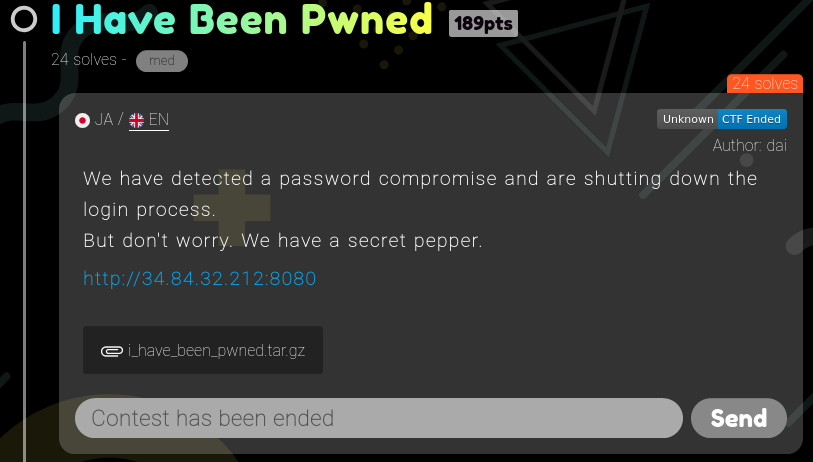 I Have Been Pwned 189pts
24 solves - med
24 solves
JA / EN
Unknown CTF Ended
Author: dai
We have detected a password compromise and are shutting down the
login process.
But don't worry. We have a secret pepper.
http://34.84.32.212:8080
i_have_been_pwned.tar.gz
Contest has been ended Send